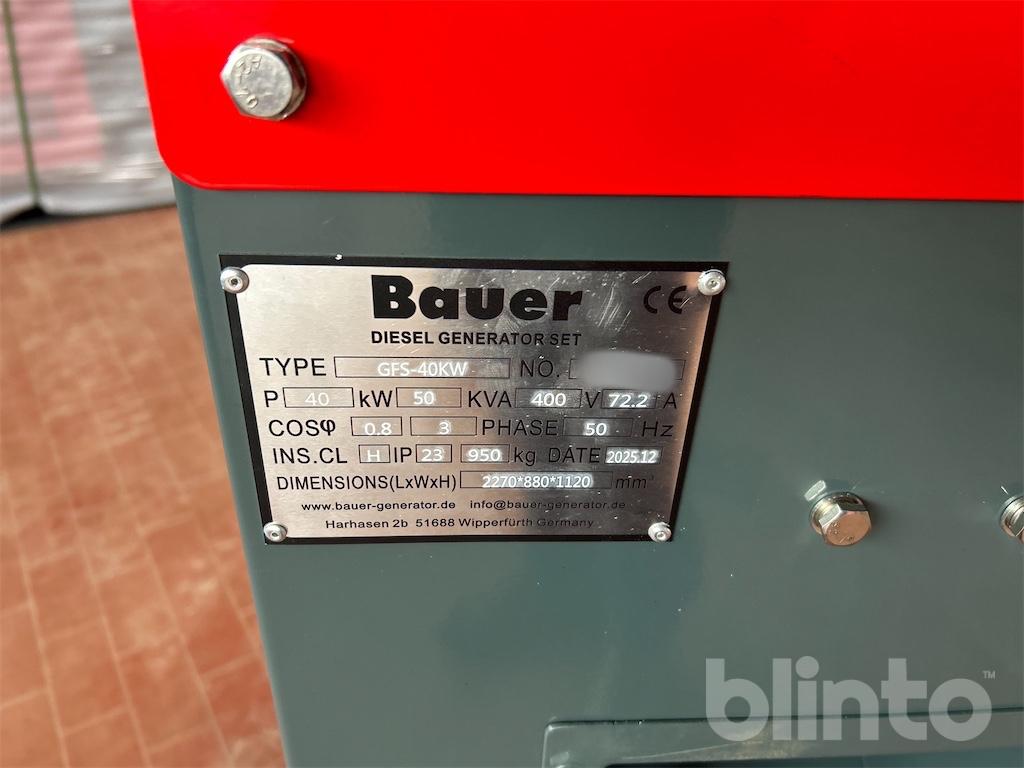 Bauer CE
DIESEL GENERATOR SET
TYPE GFS-40KW NO.
P 40 kW 50 KVA 400 V 72.2 A
COSφ 0.8 3 PHASE 50 Hz
INS.CL H IP 23 950 kg DATE 2025.12
DIMENSIONS(LxWxH) 2270*880*1120 mm³
www.bauer-generator.de info@bauer-generator.de
Harhasen 2b 51688 Wipperfürth Germany
blinto™